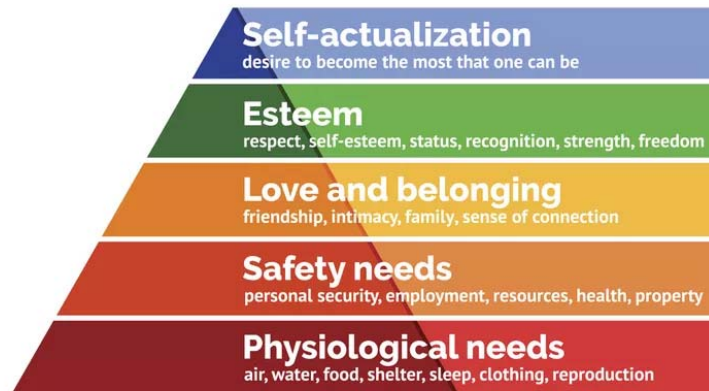 Self-actualization
desire to become the most that one can be
Esteem
respect, self-esteem, status, recognition, strength, freedom
Love and belonging
friendship, intimacy, family, sense of connection
Safety needs
personal security, employment, resources, health, property
Physiological needs
air, water, food, shelter, sleep, clothing, reproduction